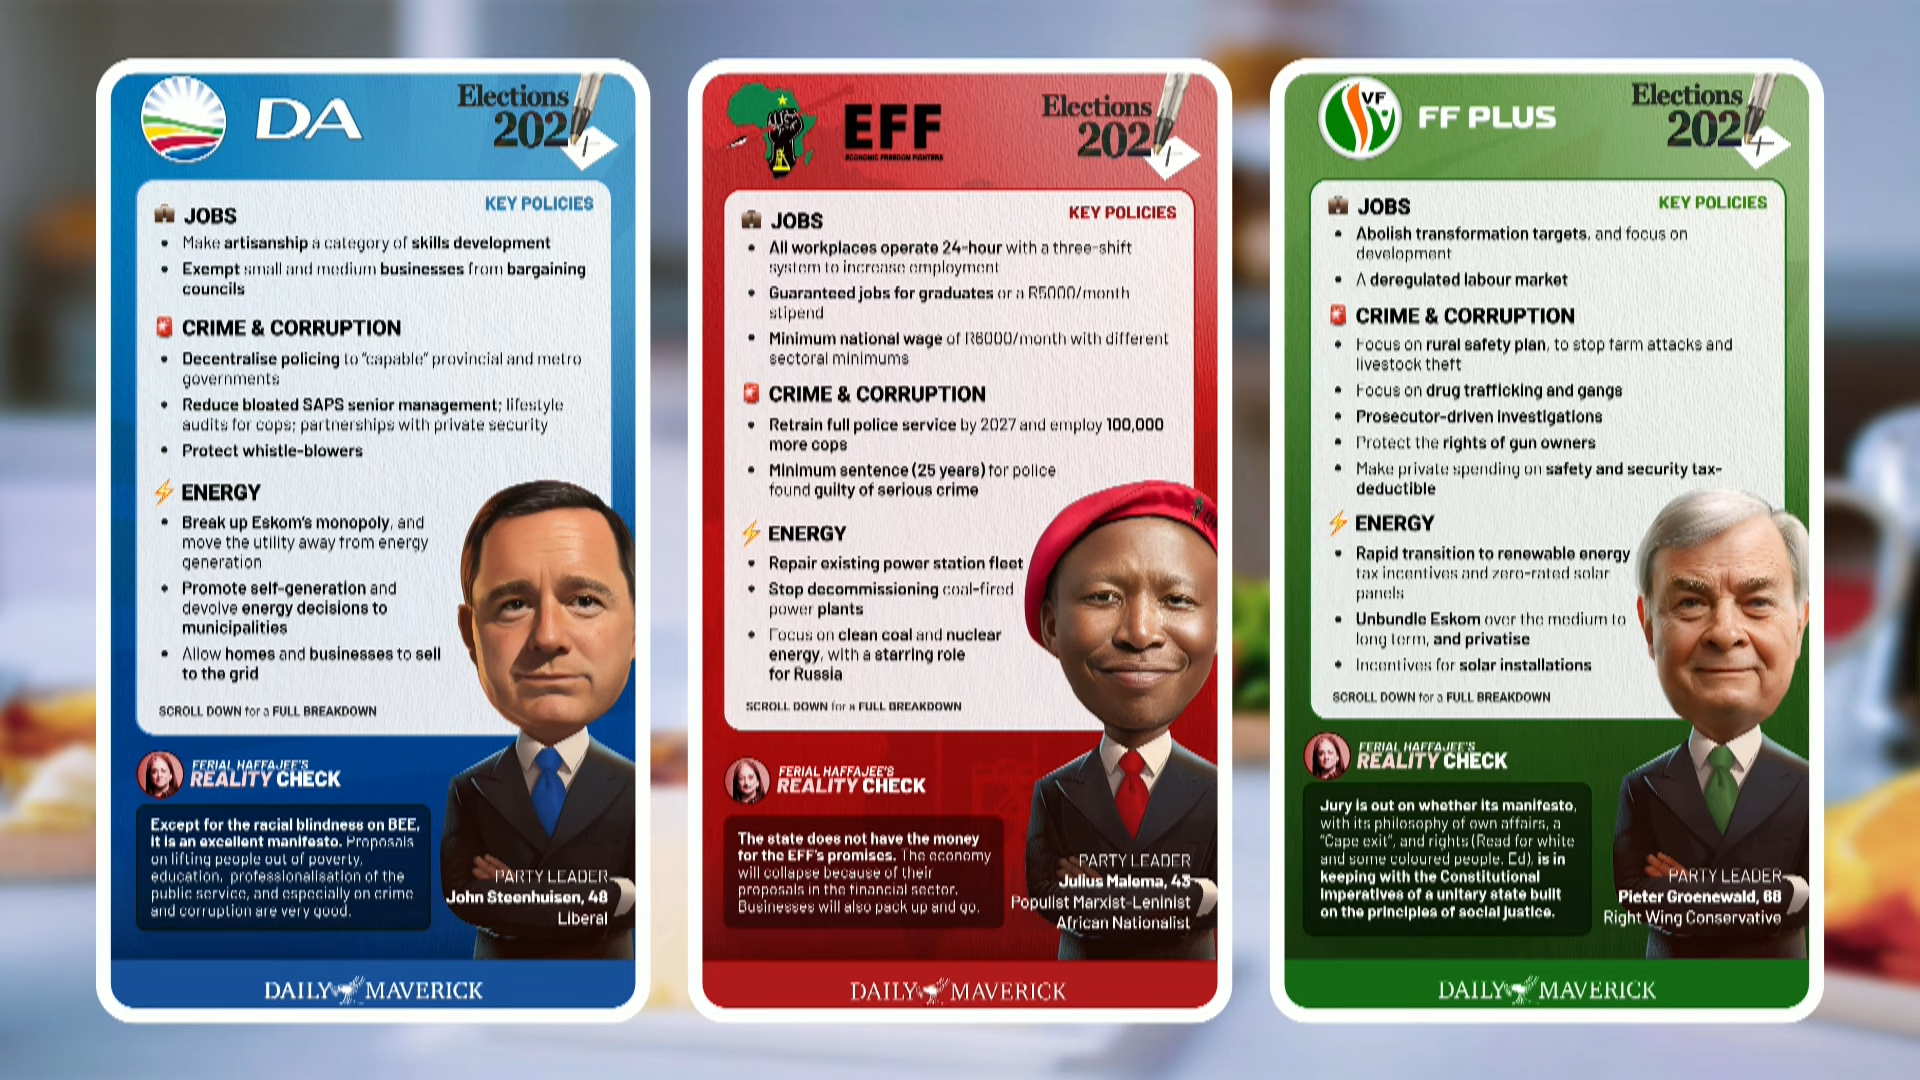 DA
Elections
202
KEY POLICIES
JOBS
• Make artisanship a category of skills development
• Exempt small and medium businesses from bargaining
councils
CRIME & CORRUPTION
• Decentralise policing to "capable" provincial and metro
governments
• Reduce bloated SAPS senior management; lifestyle
audits for cops; partnerships with private security
• Protect whistle-blowers
ENERGY
• Break up Eskom's monopoly, and
move the utility away from energy
generation
• Promote self-generation and
devolve energy decisions to
municipalities
• Allow homes and businesses to sell
to the grid
SCROLL DOWN for a FULL BREAKDOWN
FERIAL HAFFAJEE'S
REALITY CHECK
Except for the racial blindness on BEE,
it is an excellent manifesto. Proposals
on lifting people out of poverty,
education, professionalisation of the
public service, and especially on crime
and corruption are very good.
PARTY LEADER
John Steenhuisen, 48
Liberal
DAILY MAVERICK
EFF
ECONOMIC FREEDOM FIGHTERS
Elections
202
KEY POLICIES
JOBS
• All workplaces operate 24-hour with a three-shift
system to increase employment
• Guaranteed jobs for graduates or a R5000/month
stipend
• Minimum national wage of R6000/month with different
sectoral minimums
CRIME & CORRUPTION
• Retrain full police service by 2027 and employ 100,000
more cops
• Minimum sentence (25 years) for police
found guilty of serious crime
ENERGY
• Repair existing power station fleet
• Stop decommissioning coal-fired
power plants
• Focus on clean coal and nuclear
energy, with a starring role
for Russia
SCROLL DOWN for a FULL BREAKDOWN
FERIAL HAFFAJEE'S
REALITY CHECK
The state does not have the money
for the EFF's promises. The economy
will collapse because of their
proposals in the financial sector.
Businesses will also pack up and go.
PARTY LEADER
Julius Malema, 43
Populist Marxist-Leninist
African Nationalist
DAILY MAVERICK
VF
FF PLUS
Elections
202
KEY POLICIES
JOBS
• Abolish transformation targets, and focus on
development
• A deregulated labour market
CRIME & CORRUPTION
• Focus on rural safety plan, to stop farm attacks and
livestock theft
• Focus on drug trafficking and gangs
• Prosecutor-driven investigations
• Protect the rights of gun owners
• Make private spending on safety and security tax-
deductible
ENERGY
• Rapid transition to renewable energy
tax incentives and zero-rated solar
panels
• Unbundle Eskom over the medium to
long term, and privatise
• Incentives for solar installations
SCROLL DOWN for a FULL BREAKDOWN
FERIAL HAFFAJEE'S
REALITY CHECK
Jury is out on whether its manifesto,
with its philosophy of own affairs, a
"Cape exit", and rights (Read for white
and some coloured people, Ed), is in
keeping with the Constitutional
imperatives of a unitary state built
on the principles of social justice.
PARTY LEADER
Pieter Groenewald, 68
Right Wing Conservative
DAILY MAVERICK